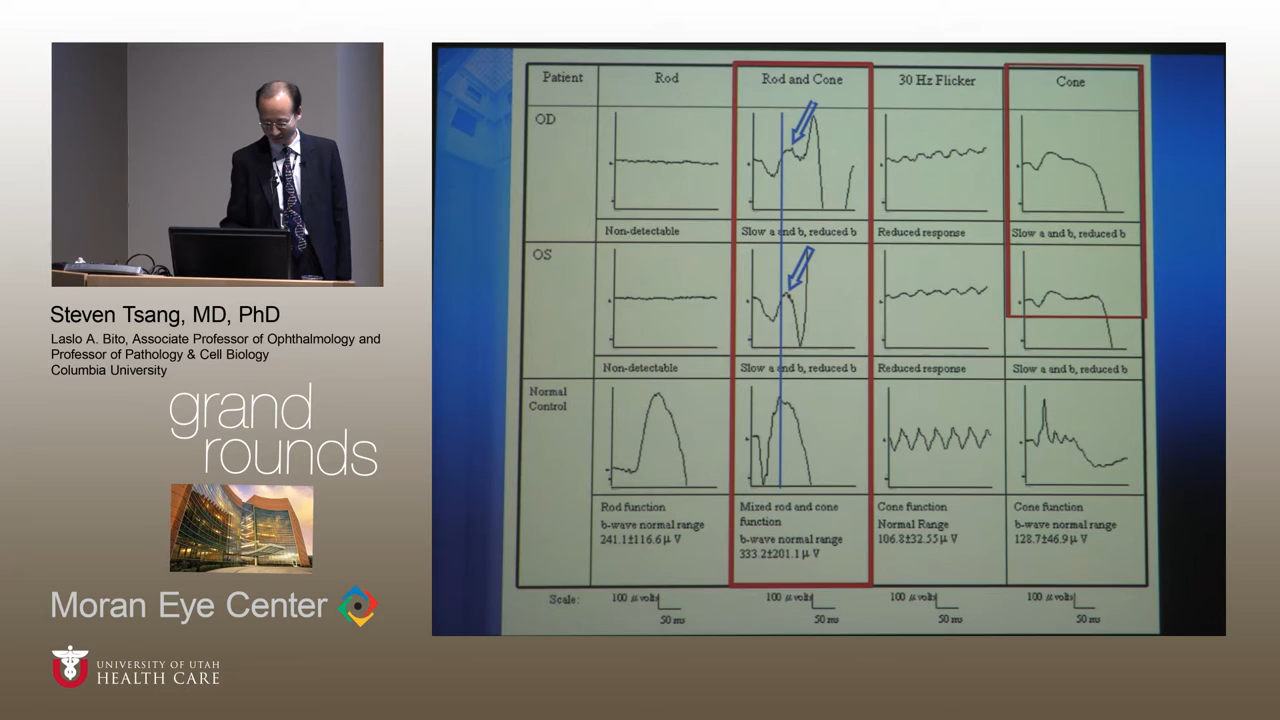 Steven Tsang, MD, PhD
Laslo A. Bito, Associate Professor of Ophthalmology and
Professor of Pathology & Cell Biology
Columbia University
grand
rounds
Moran Eye Center
UNIVERSITY OF UTAH
HEALTH CARE
Patient Rod Rod and Cone 30 Hz Flicker Cone
OD
Non-detectable Slow a and b, reduced b Reduced response Slow a and b, reduced b
OS
Non-detectable Slow a and b, reduced b Reduced response Slow a and b, reduced b
Normal
Control
Rod function
b-wave normal range
241.1±116.6µ V
Mized rod and cone
function
b-wave normal range
333.2±201.1µ V
Cone function
Normal Range
106.8±32.55µ V
Cone function
b-wave normal range
128.7±46.9µ V
Scale: 100 µ volts 100 µ volts 100 µ volts 100 µ volts
50 ms 50 ms 50 ms 50 ms